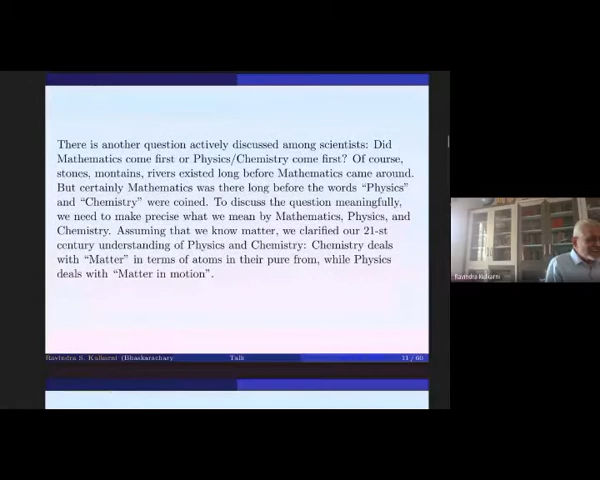 There is another question actively discussed among scientists: Did
Mathematics come first or Physics/Chemistry come first? Of course,
stones, montains, rivers existed long before Mathematics came around.
But certainly Mathematics was there long before the words "Physics"
and "Chemistry" were coined. To discuss the question meaningfully,
we need to make precise what we mean by Mathematics, Physics, and
Chemistry. Assuming that we know matter, we clarified our 21-st
century understanding of Physics and Chemistry: Chemistry deals
with "Matter" in terms of atoms in their pure from, while Physics
deals with "Matter in motion".
Ravindra S. Kulkarni (Bhaskaracharya
Talk
11 / 60
Ravindra Kulkarni